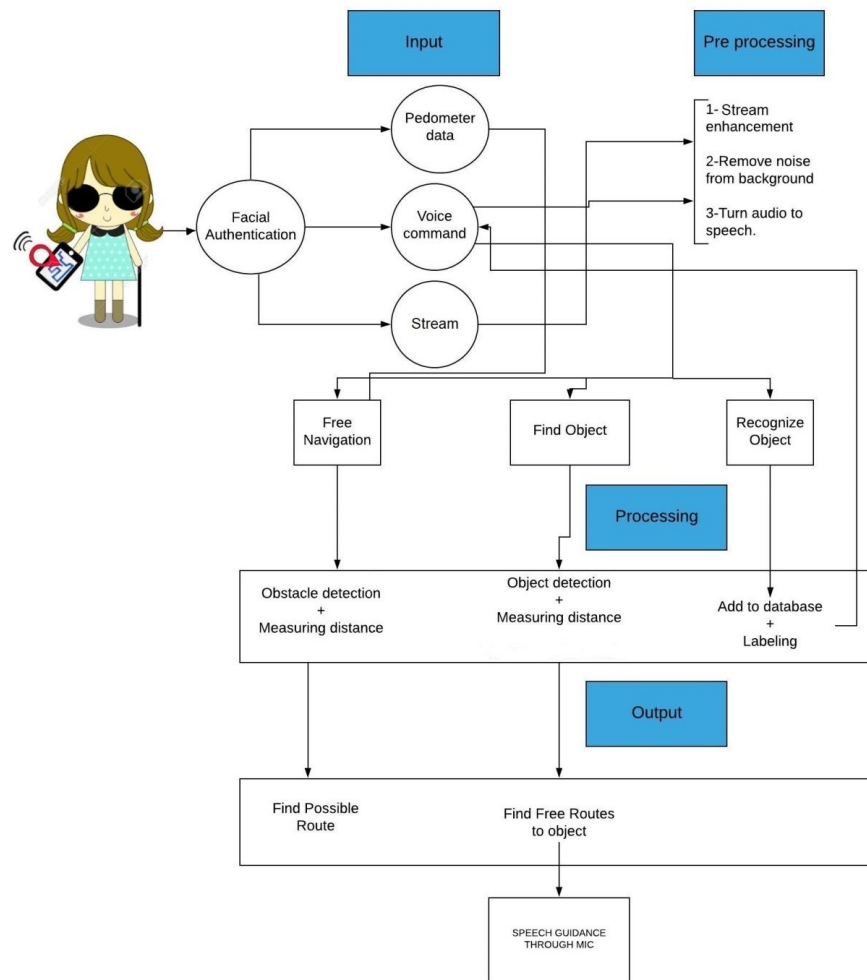 Input
Pre processing
Pedometer
data
1- Stream
enhancement
2-Remove noise
from background
3-Turn audio to
speech.
Facial
Authentication
Voice
command
Stream
Free
Navigation
Find Object
Recognize
Object
Processing
Obstacle detection
+
Measuring distance
Object detection
+
Measuring distance
Add to database
+
Labeling
Output
Find Possible
Route
Find Free Routes
to object
SPEECH GUIDANCE
THROUGH MIC